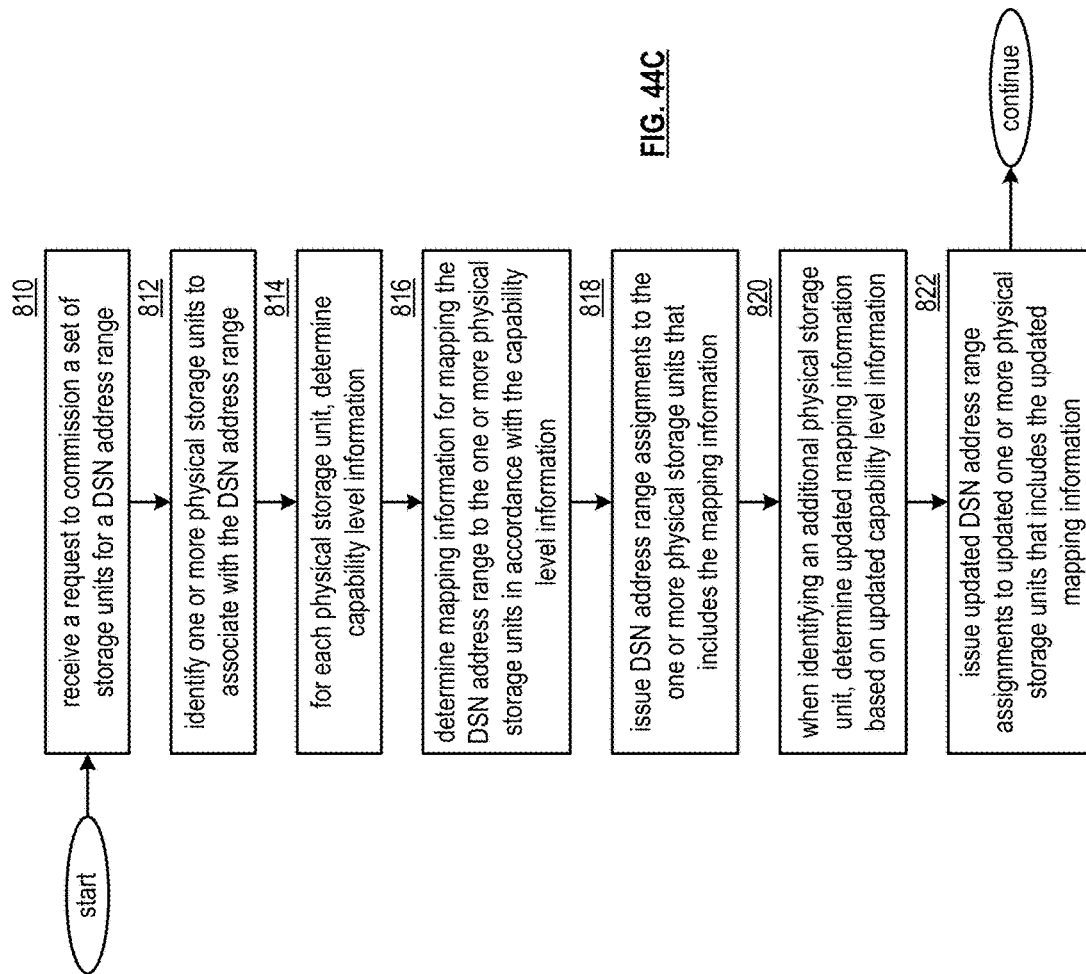 start
810
receive a request to commission a set of
storage units for a DSN address range
812
identify one or more physical storage units to
associate with the DSN address range
814
for each physical storage unit, determine
capability level information
816
determine mapping information for mapping the
DSN address range to the one or more physical
storage units in accordance with the capability
level information
818
issue DSN address range assignments to the
one or more physical storage units that
includes the mapping information
820
when identifying an additional physical storage
unit, determine updated mapping information
based on updated capability level information
822
issue updated DSN address range
assignments to updated one or more physical
storage units that includes the updated
mapping information
continue
FIG. 44C